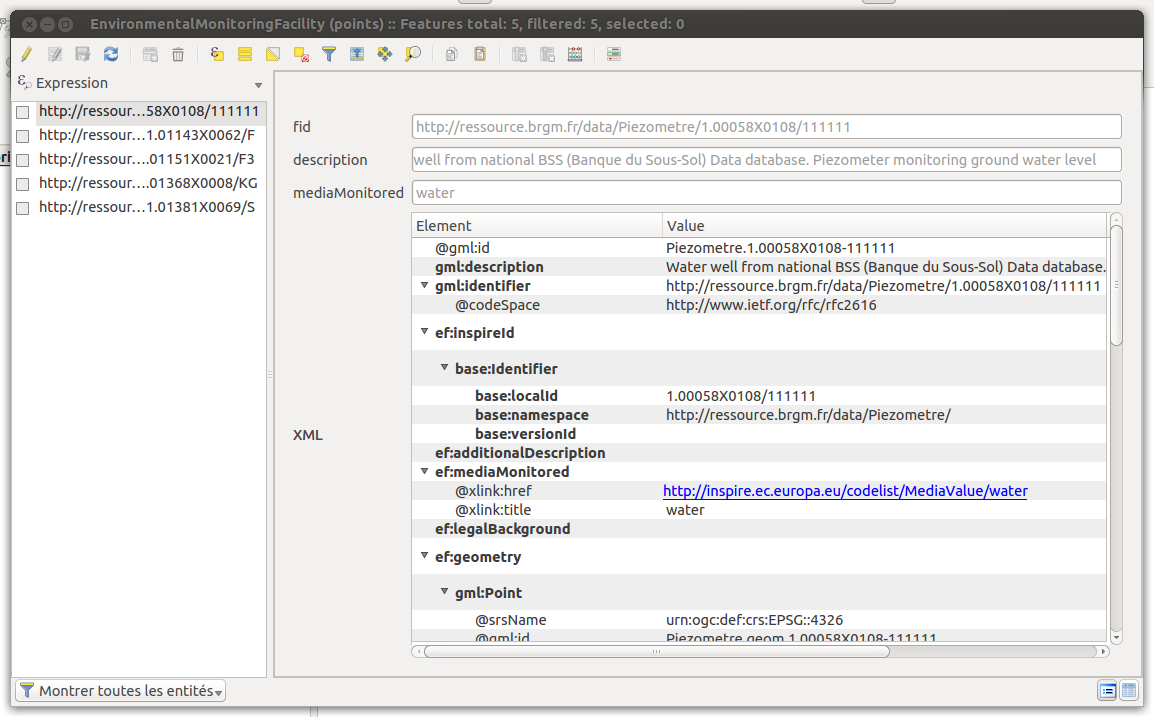 EnvironmentalMonitoringFacility (points) :: Features total: 5, filtered: 5, selected: 0
Expression
http://ressour...58X0108/111111
http://ressour...1.01143X0062/F
http://ressour....01151X0021/F3
http://ressour....01368X0008/KG
http://ressour...1.01381X0069/S
fid http://ressource.brgm.fr/data/Piezometre/1.00058X0108/111111
description well from national BSS (Banque du Sous-Sol) Data database. Piezometer monitoring ground water level
mediaMonitored water
XML
Element Value
@gml:id Piezometre.1.00058X0108-111111
gml:description Water well from national BSS (Banque du Sous-Sol) Data database.
gml:identifier http://ressource.brgm.fr/data/Piezometre/1.00058X0108/111111
@codeSpace http://www.ietf.org/rfc/rfc2616
ef:inspireId
base:Identifier
base:localId 1.00058X0108/111111
base:namespace http://ressource.brgm.fr/data/Piezometre/
base:versionId
ef:additionalDescription
ef:mediaMonitored
@xlink:href http://inspire.ec.europa.eu/codelist/MediaValue/water
@xlink:title water
ef:legalBackground
ef:geometry
gml:Point
@srsName urn:ogc:def:crs:EPSG::4326
@gml:id Piezometre.geom.1.00058X0108-111111
Montrer toutes les entités